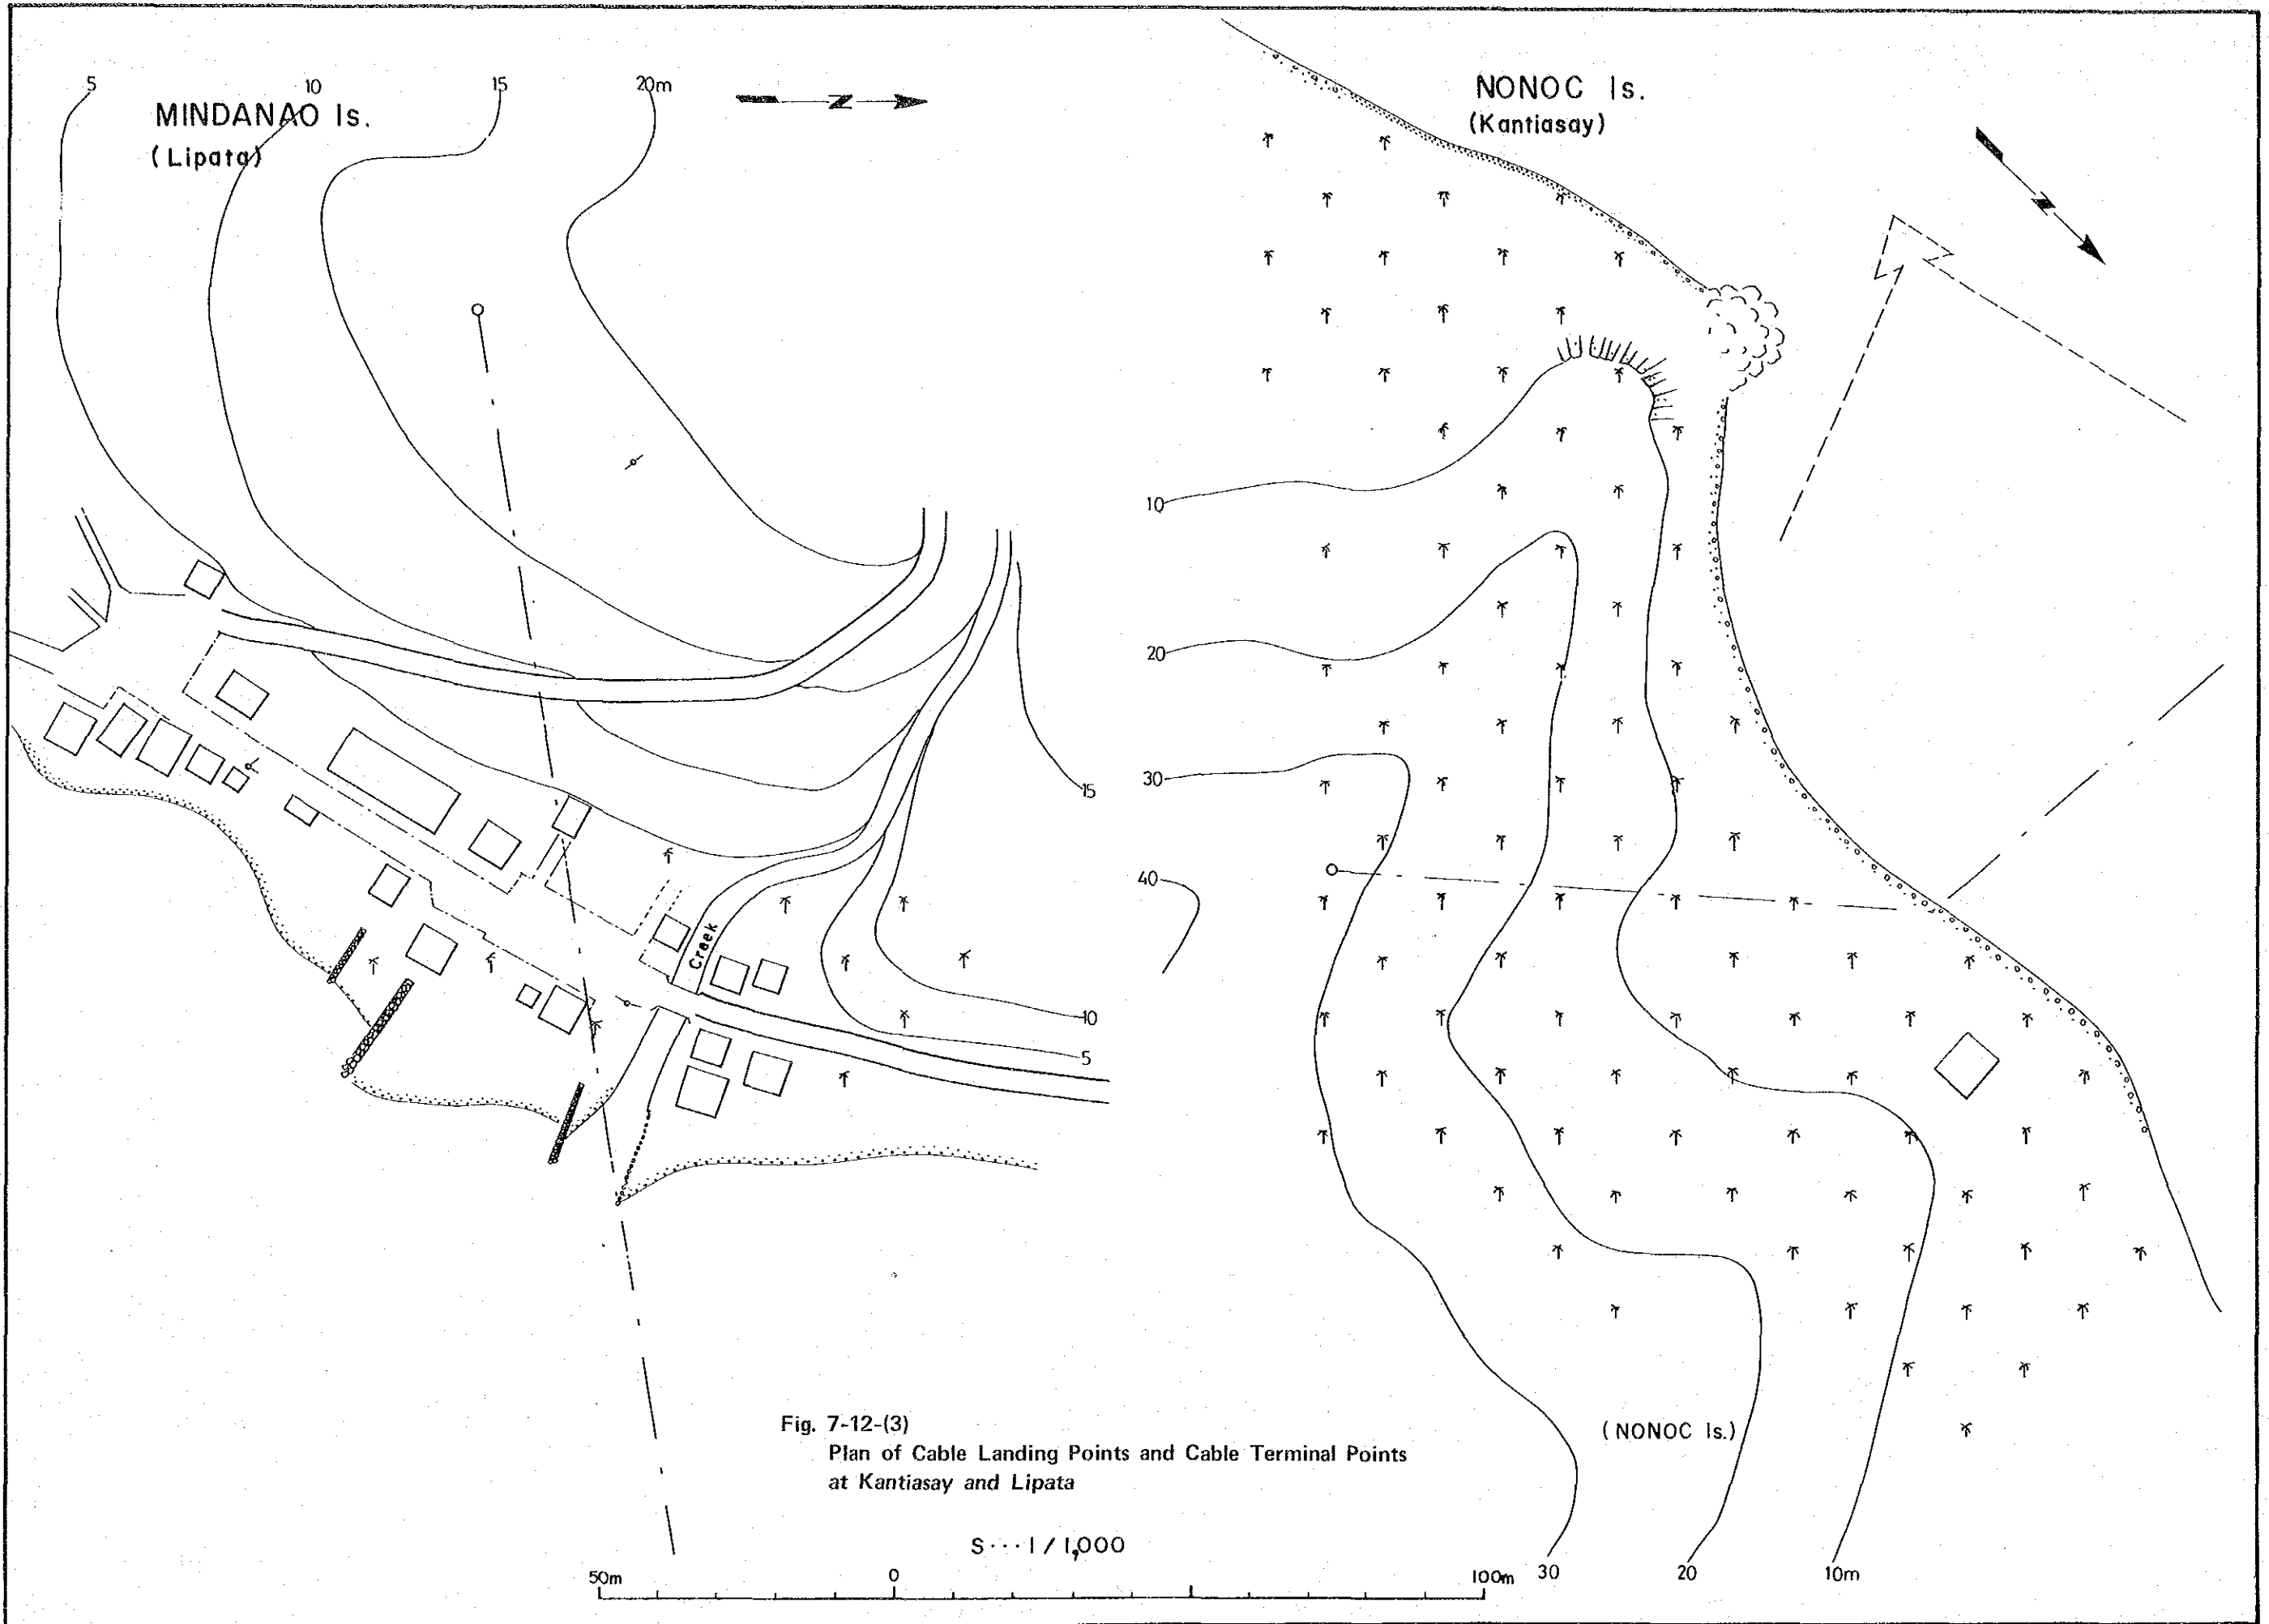 5
10
15
20m
MINDANAO Is.
(Lipata)
N
NONOC Is.
(Kantiasay)
N
10
20
30
40
15
10
5
Creek
Fig. 7-12-(3)
Plan of Cable Landing Points and Cable Terminal Points
at Kantiasay and Lipata
(NONOC Is.)
S···1/1,000
50m
0
100m
30
20
10m